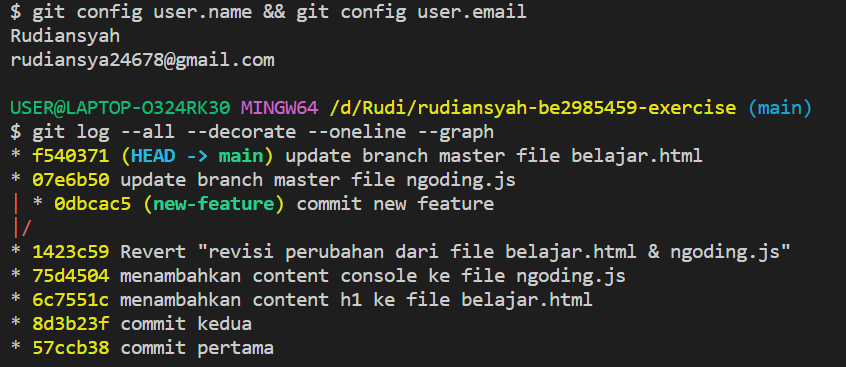 $ git config user.name && git config user.email
Rudiansyah
rudiansya24678@gmail.com
USER@LAPTOP-O324RK30 MINGW64 /d/Rudi/rudiansyah-be2985459-exercise (main)
$ git log --all --decorate --oneline --graph
* f540371 (HEAD -> main) update branch master file belajar.html
* 07e6b50 update branch master file ngoding.js
| * 0dbcac5 (new-feature) commit new feature
|/
* 1423c59 Revert "revisi perubahan dari file belajar.html & ngoding.js"
* 75d4504 menambahkan content console ke file ngoding.js
* 6c7551c menambahkan content h1 ke file belajar.html
* 8d3b23f commit kedua
* 57ccb38 commit pertama